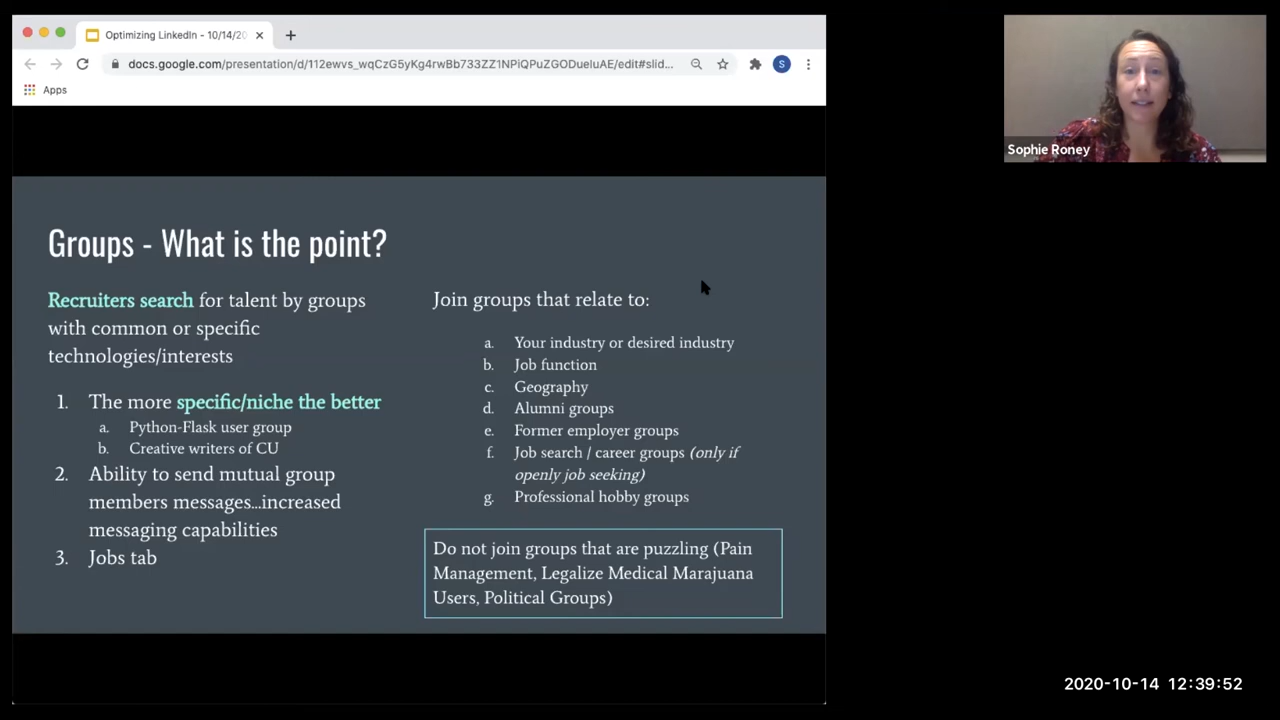 Optimizing LinkedIn - 10/14/20
docs.google.com/presentation/d/112ewvs_wqCzG5yKg4rwBb733ZZ1NPiQPuZGODueluAE/edit#slid...
S
Apps
Sophie Roney
Groups - What is the point?
Recruiters search for talent by groups
with common or specific
technologies/interests
1. The more specific/niche the better
a. Python-Flask user group
b. Creative writers of CU
2. Ability to send mutual group
members messages...increased
messaging capabilities
3. Jobs tab
Join groups that relate to:
a. Your industry or desired industry
b. Job function
c. Geography
d. Alumni groups
e. Former employer groups
f. Job search / career groups (only if
openly job seeking)
g. Professional hobby groups
Do not join groups that are puzzling (Pain
Management, Legalize Medical Marajuana
Users, Political Groups)
2020-10-14 12:39:52